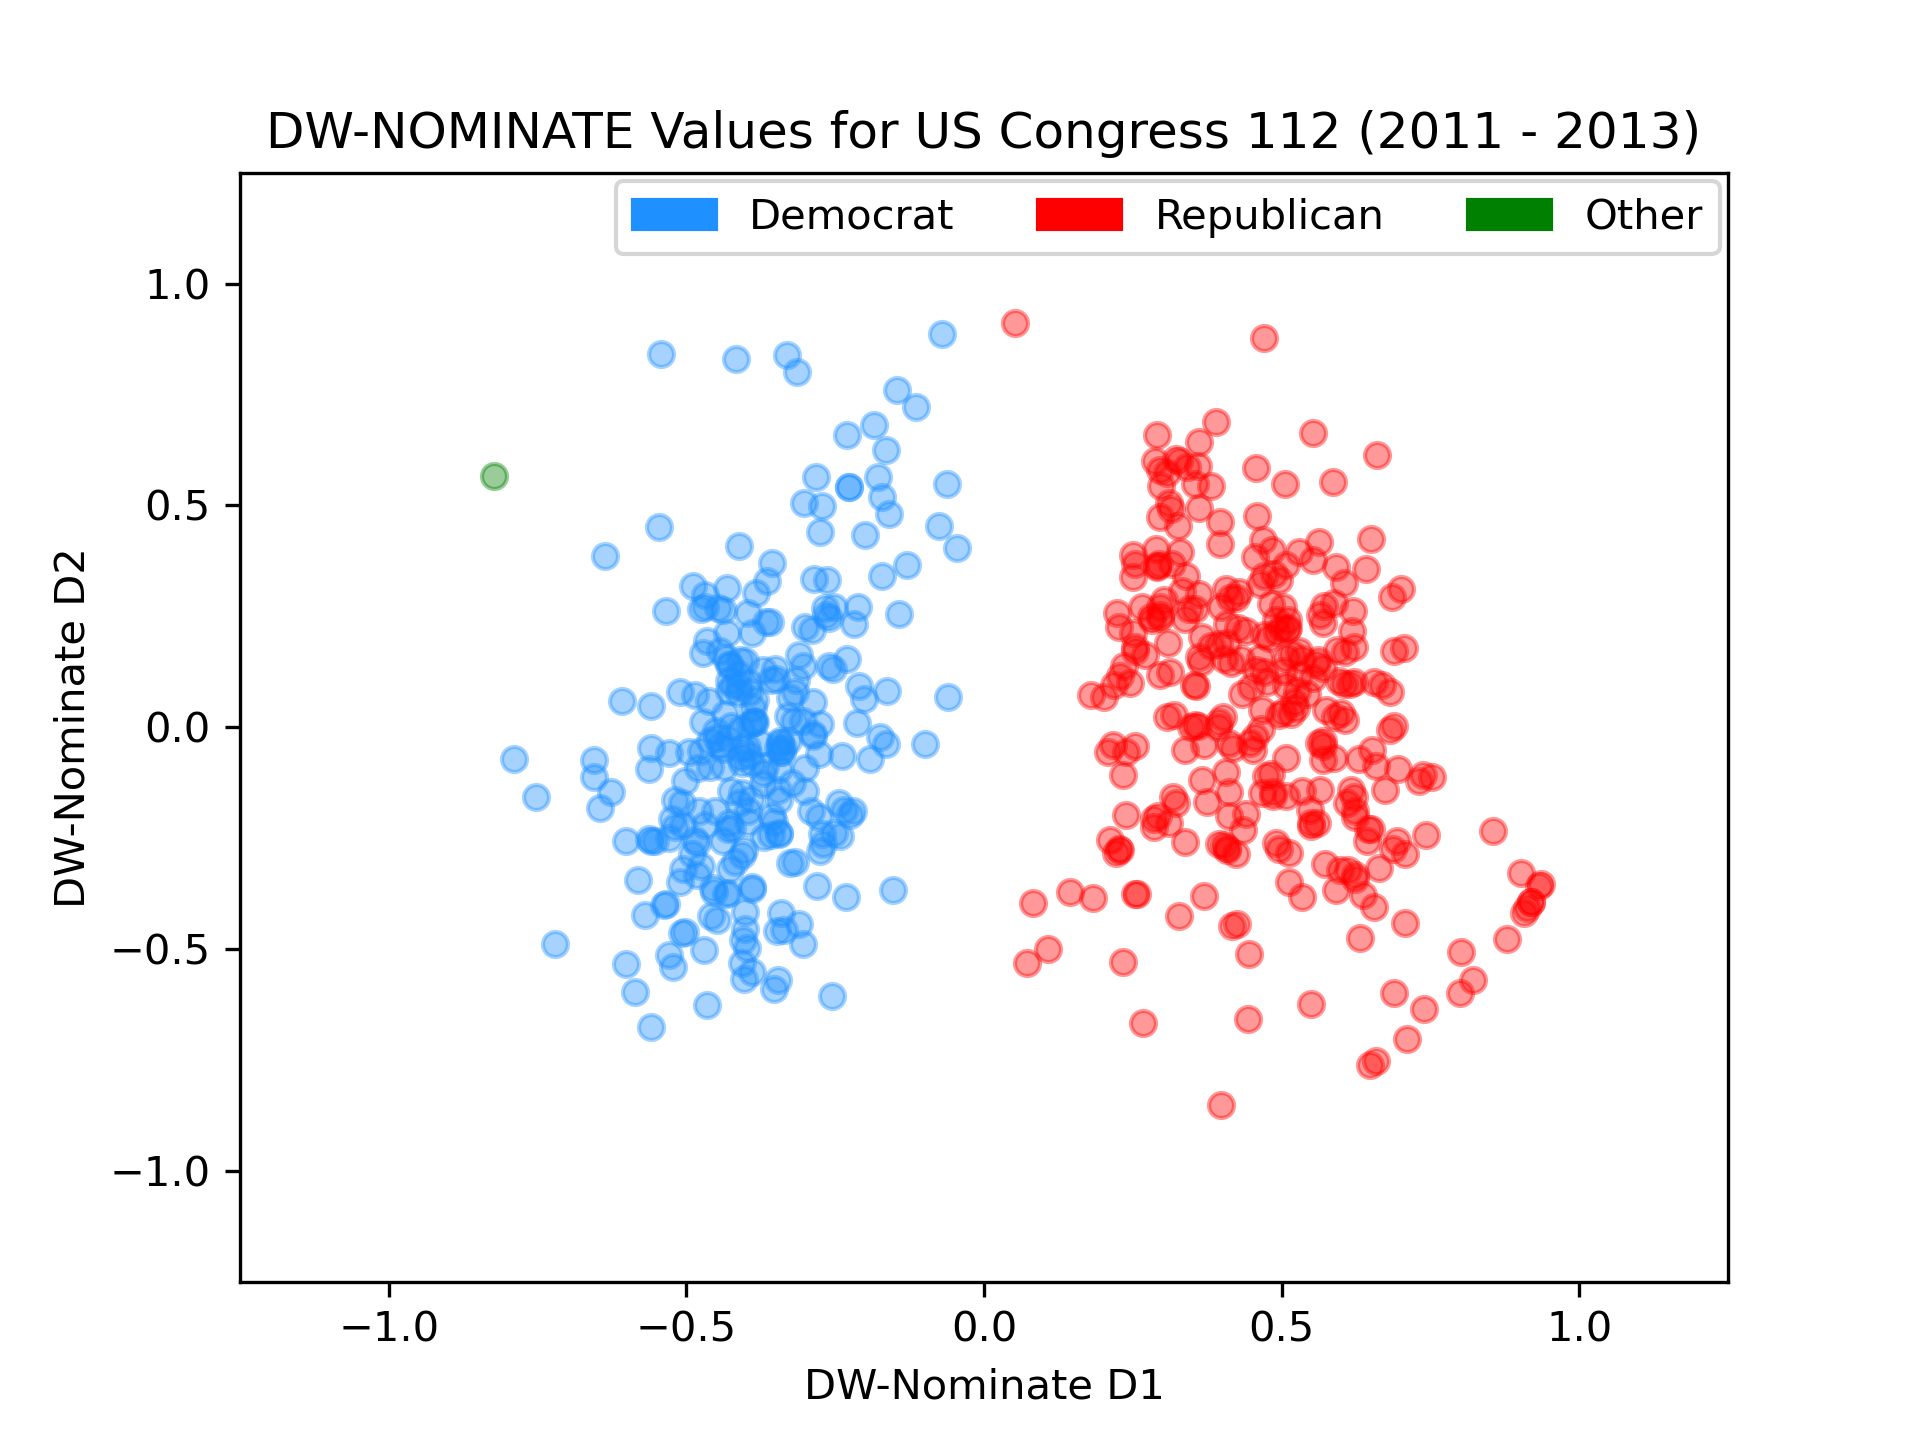 DW-NOMINATE Values for US Congress 112 (2011 - 2013)
Democrat Republican Other
1.0
0.5
0.0
−0.5
−1.0
DW-Nominate D2
−1.0 −0.5 0.0 0.5 1.0
DW-Nominate D1